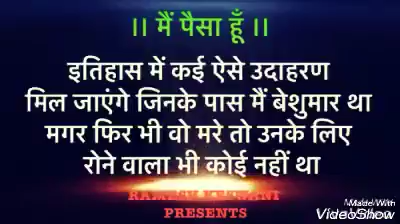 ।। मैं पैसा हूँ ।।
इतिहास में कई ऐसे उदाहरण
मिल जाएंगे जिनके पास मैं बेशुमार था
मगर फिर भी वो मरे तो उनके लिए
रोने वाला भी कोई नहीं था
PRESENTS
Made With
VideoShow